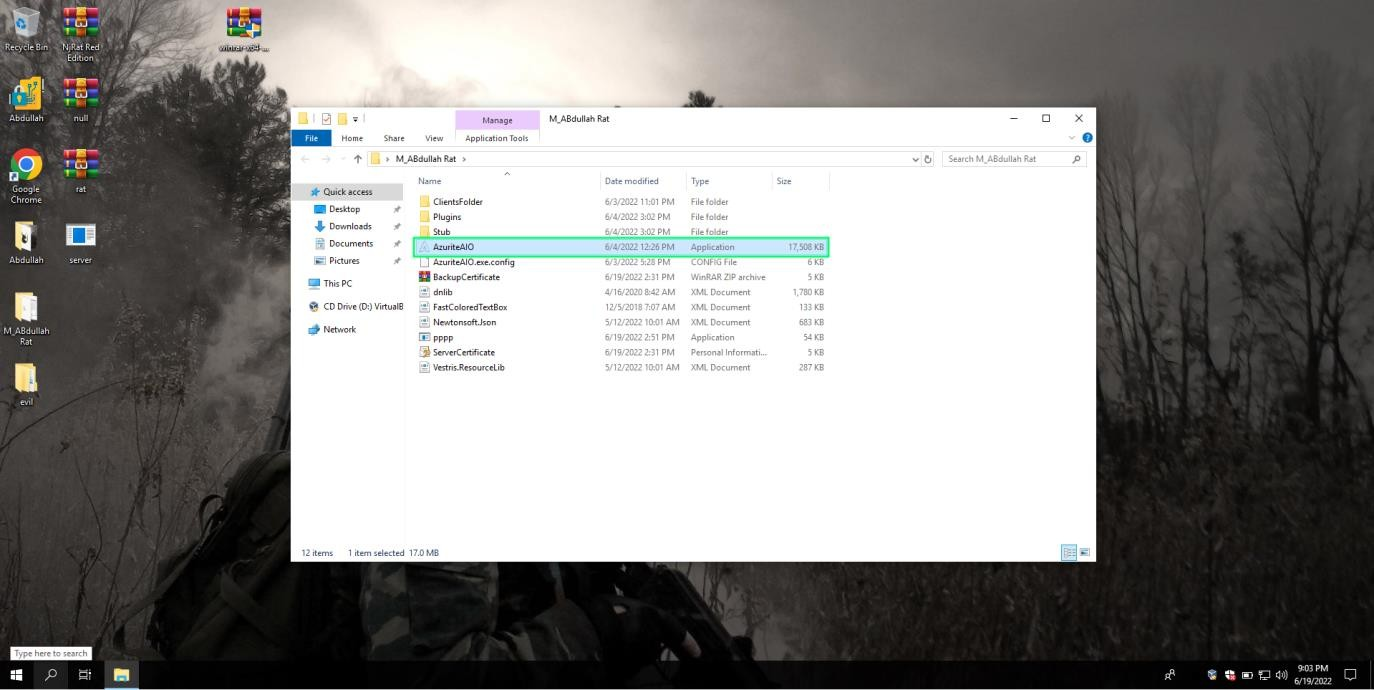 Recycle Bin
NjRat Red
Edition
winrar-x64-...
Abdullah
null
Google
Chrome
rat
Abdullah
server
M_ABdullah
Rat
evil
Manage
M_ABdullah Rat
File
Home
Share
View
Application Tools
M_ABdullah Rat
Search M_ABdullah Rat
Name
Date modified
Type
Size
Quick access
Desktop
Downloads
Documents
Pictures
This PC
CD Drive (D:) VirtualB
Network
ClientsFolder 6/3/2022 11:01 PM File folder
Plugins 6/4/2022 3:02 PM File folder
Stub 6/4/2022 3:02 PM File folder
AzuriteAIO 6/4/2022 12:26 PM Application 17,508 KB
AzuriteAIO.exe.config 6/3/2022 5:28 PM CONFIG File 6 KB
BackupCertificate 6/19/2022 2:31 PM WinRAR ZIP archive 5 KB
dnlib 4/16/2020 8:42 AM XML Document 1,780 KB
FastColoredTextBox 12/5/2018 7:07 AM XML Document 133 KB
Newtonsoft.Json 5/12/2022 10:01 AM XML Document 683 KB
pppp 6/19/2022 2:51 PM Application 54 KB
ServerCertificate 6/19/2022 2:31 PM Personal Informati... 5 KB
Vestris.ResourceLib 5/12/2022 10:01 AM XML Document 287 KB
12 items 1 item selected 17.0 MB
Type here to search
9:03 PM
6/19/2022